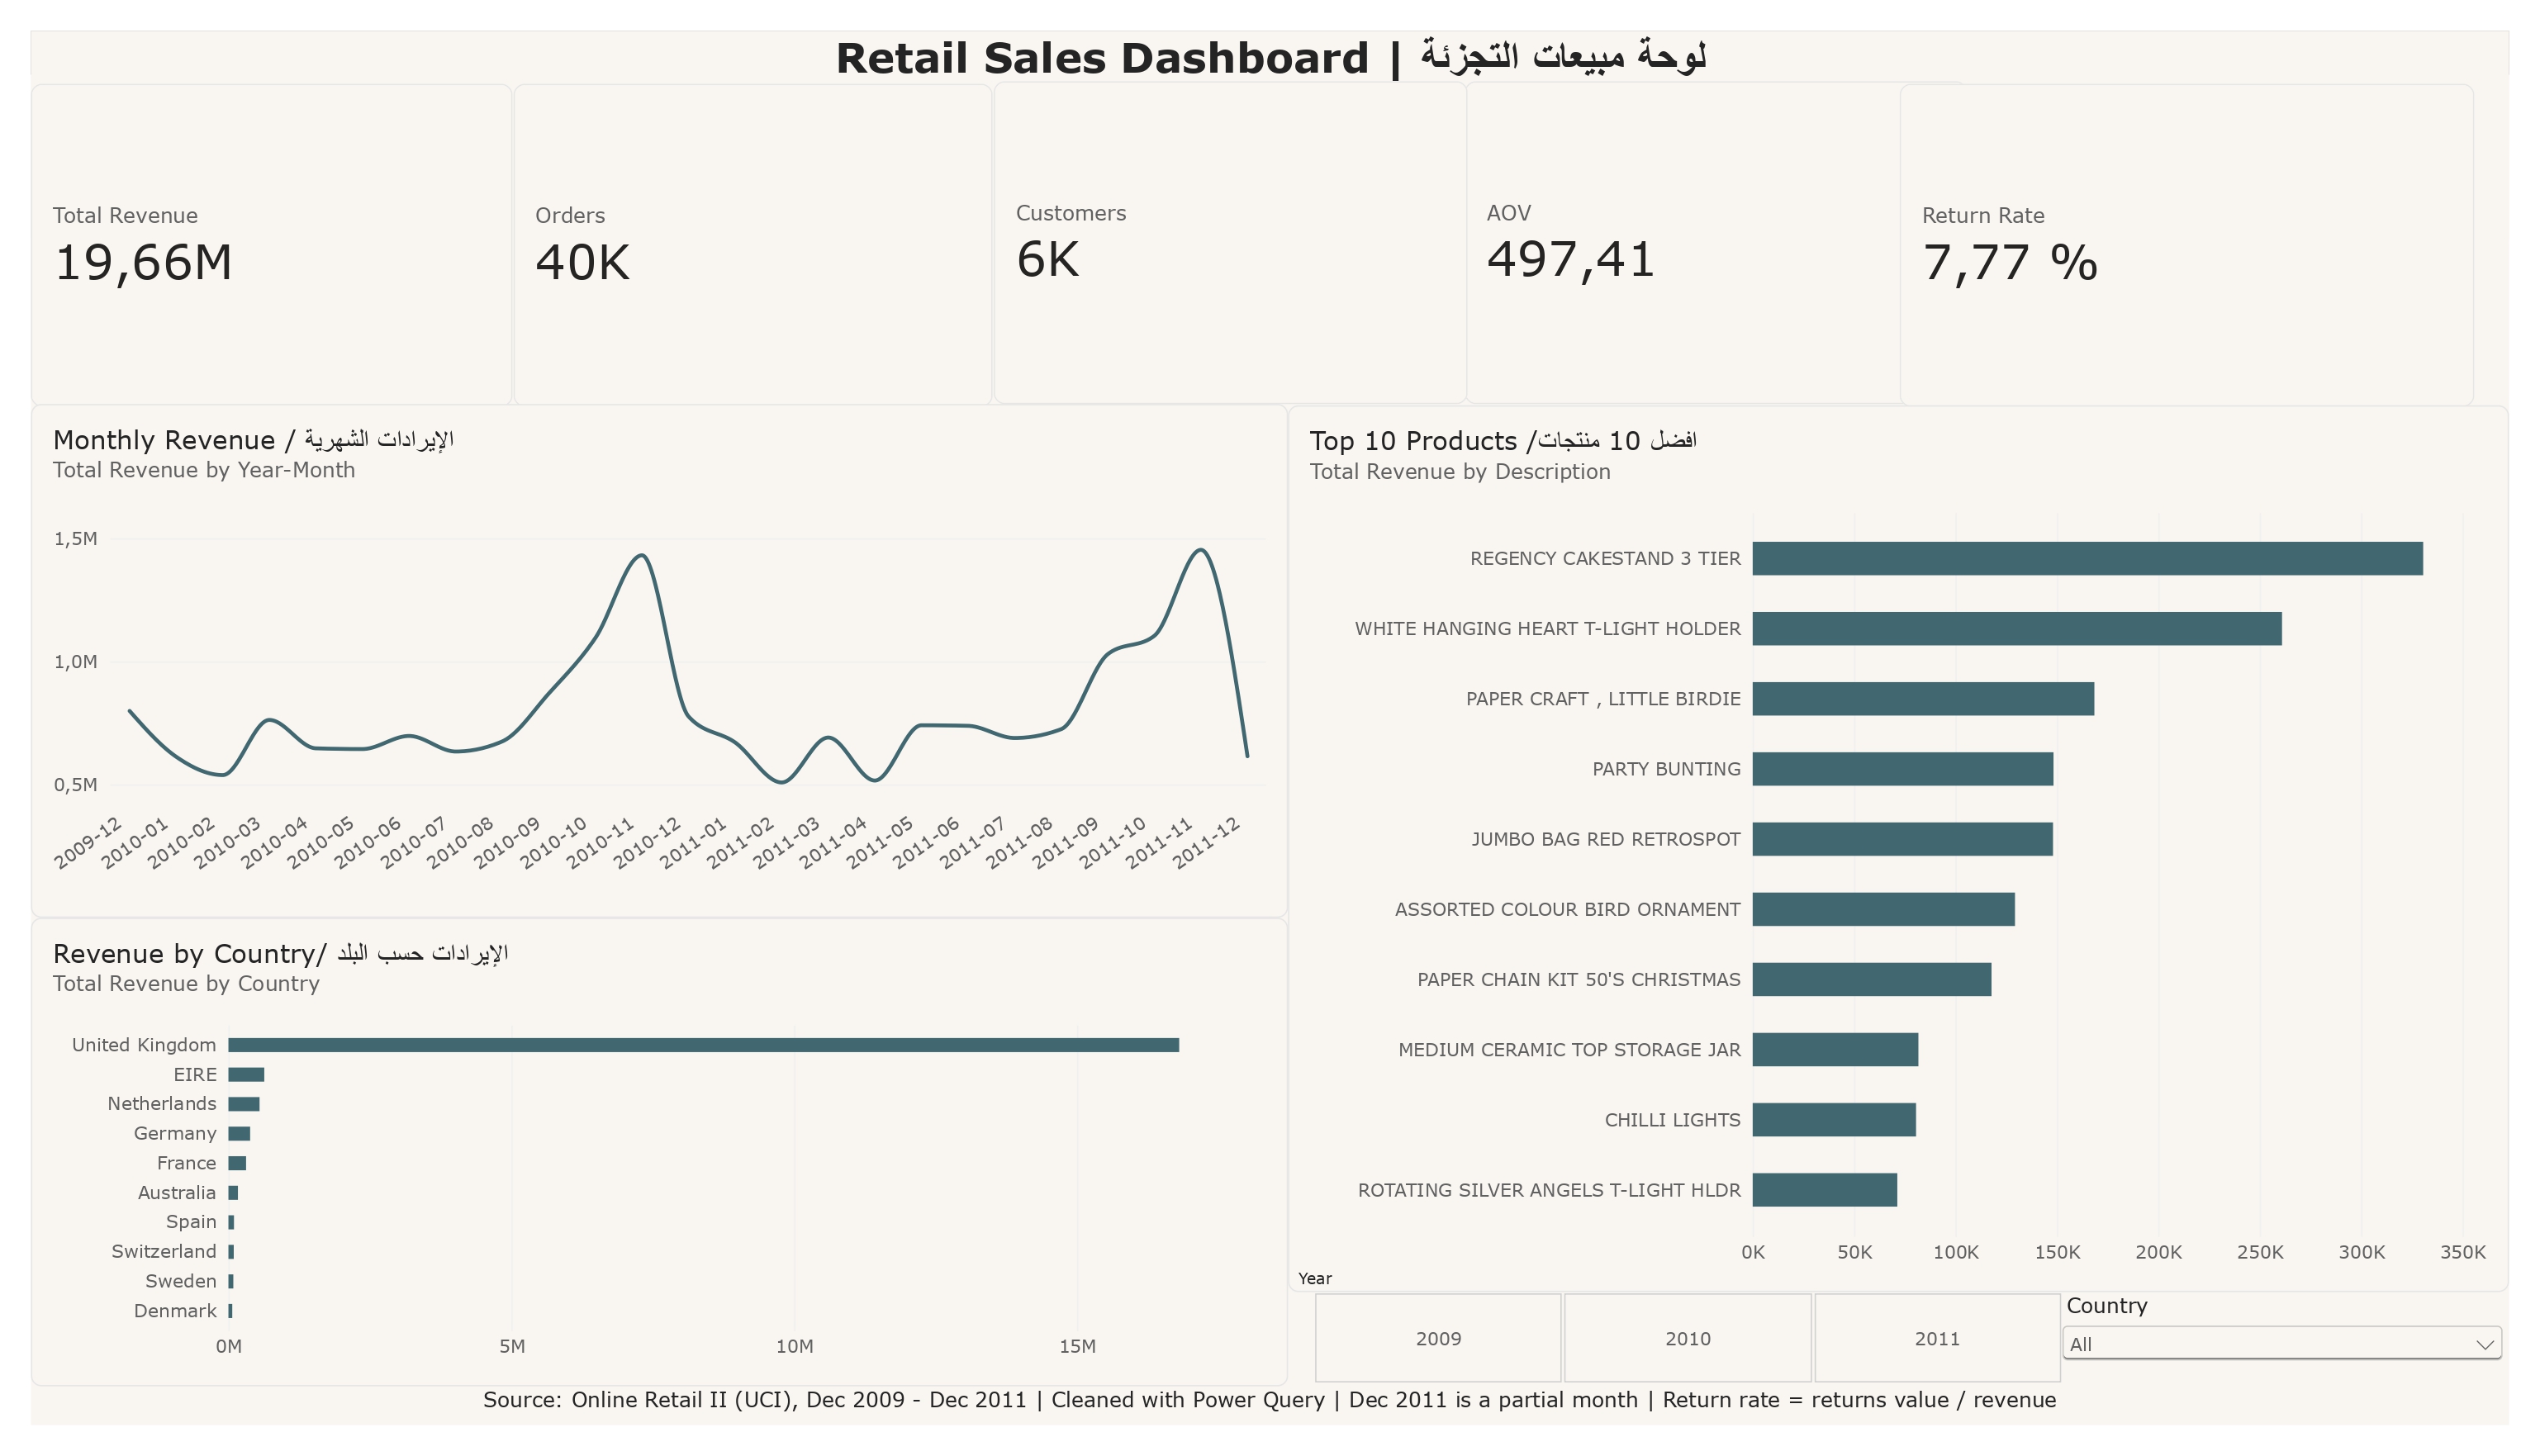 Retail Sales Dashboard | لوحة مبيعات التجزئة
Total Revenue
19,66M
Orders
40K
Customers
6K
AOV
497,41
Return Rate
7,77 %
Monthly Revenue / الإيرادات الشهرية
Total Revenue by Year-Month
1,5M
1,0M
0,5M
2009-12
2010-01
2010-02
2010-03
2010-04
2010-05
2010-06
2010-07
2010-08
2010-09
2010-10
2010-11
2010-12
2011-01
2011-02
2011-03
2011-04
2011-05
2011-06
2011-07
2011-08
2011-09
2011-10
2011-11
2011-12
Revenue by Country/ الإيرادات حسب البلد
Total Revenue by Country
United Kingdom
EIRE
Netherlands
Germany
France
Australia
Spain
Switzerland
Sweden
Denmark
0M
5M
10M
15M
Top 10 Products /افضل 10 منتجات
Total Revenue by Description
REGENCY CAKESTAND 3 TIER
WHITE HANGING HEART T-LIGHT HOLDER
PAPER CRAFT , LITTLE BIRDIE
PARTY BUNTING
JUMBO BAG RED RETROSPOT
ASSORTED COLOUR BIRD ORNAMENT
PAPER CHAIN KIT 50'S CHRISTMAS
MEDIUM CERAMIC TOP STORAGE JAR
CHILLI LIGHTS
ROTATING SILVER ANGELS T-LIGHT HLDR
0K
50K
100K
150K
200K
250K
300K
350K
Year
2009
2010
2011
Country
All
Source: Online Retail II (UCI), Dec 2009 - Dec 2011 | Cleaned with Power Query | Dec 2011 is a partial month | Return rate = returns value / revenue